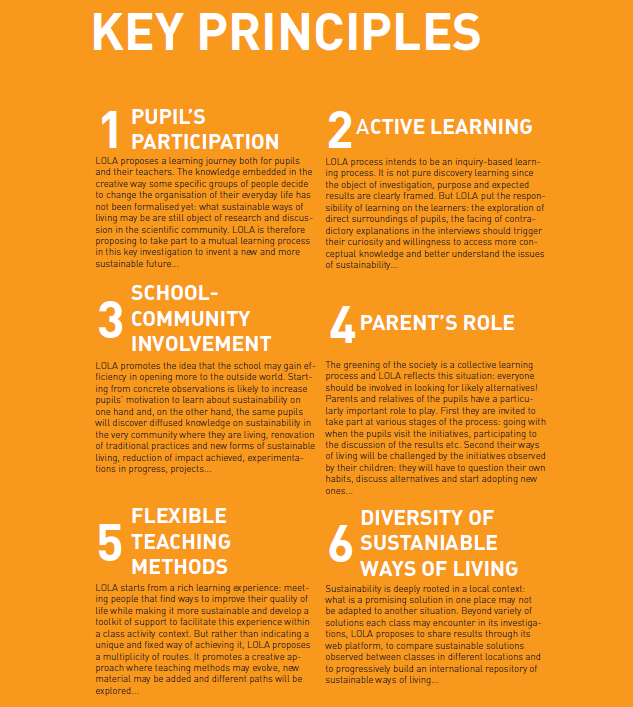 KEY PRINCIPLES
1 PUPIL'S
PARTICIPATION
LOLA proposes a learning journey both for pupils
and their teachers. The knowledge embedded in the
creative way some specific groups of people decide
to change the organisation of their everyday life has
not been formalised yet: what sustainable ways of
living may be are still object of research and discus-
sion in the scientific community. LOLA is therefore
proposing to take part to a mutual learning process
in this key investigation to invent a new and more
sustainable future...
2 ACTIVE LEARNING
LOLA process intends to be an inquiry-based learn-
ing process. It is not pure discovery learning since
the object of investigation, purpose and expected
results are clearly framed. But LOLA put the respon-
sibility of learning on the learners: the exploration of
direct surroundings of pupils, the facing of contra-
dictory explanations in the interviews should trigger
their curiosity and willingness to access more con-
ceptual knowledge and better understand the issues
of sustainability...
3 SCHOOL-
COMMUNITY
INVOLVEMENT
LOLA promotes the idea that the school may gain ef-
ficiency in opening more to the outside world. Start-
ing from concrete observations is likely to increase
pupils' motivation to learn about sustainability on
one hand and, on the other hand, the same pupils
will discover diffused knowledge on sustainability in
the very community where they are living, renovation
of traditional practices and new forms of sustainable
living, reduction of impact achieved, experimenta-
tions in progress, projects...
4 PARENT'S ROLE
The greening of the society is a collective learning
process and LOLA reflects this situation: everyone
should be involved in looking for likely alternatives!
Parents and relatives of the pupils have a particu-
larly important role to play. First they are invited to
take part at various stages of the process: going with
when the pupils visit the initiatives, participating to
the discussion of the results etc. Second their ways
of living will be challenged by the initiatives observed
by their children: they will have to question their own
habits, discuss alternatives and start adopting new
ones...
5 FLEXIBLE
TEACHING
METHODS
LOLA starts from a rich learning experience: meet-
ing people that find ways to improve their quality of
life while making it more sustainable and develop a
toolkit of support to facilitate this experience within
a class activity context. But rather than indicating a
unique and fixed way of achieving it, LOLA proposes
a multiplicity of routes. It promotes a creative ap-
proach where teaching methods may evolve, new
material may be added and different paths will be
explored...
6 DIVERSITY OF
SUSTANIABLE
WAYS OF LIVING
Sustainability is deeply rooted in a local context:
what is a promising solution in one place may not
be adapted to another situation. Beyond variety of
solutions each class may encounter in its investiga-
tions, LOLA proposes to share results through its
web platform, to compare sustainable solutions
observed between classes in different locations and
to progressively build an international repository of
sustainable ways of living...